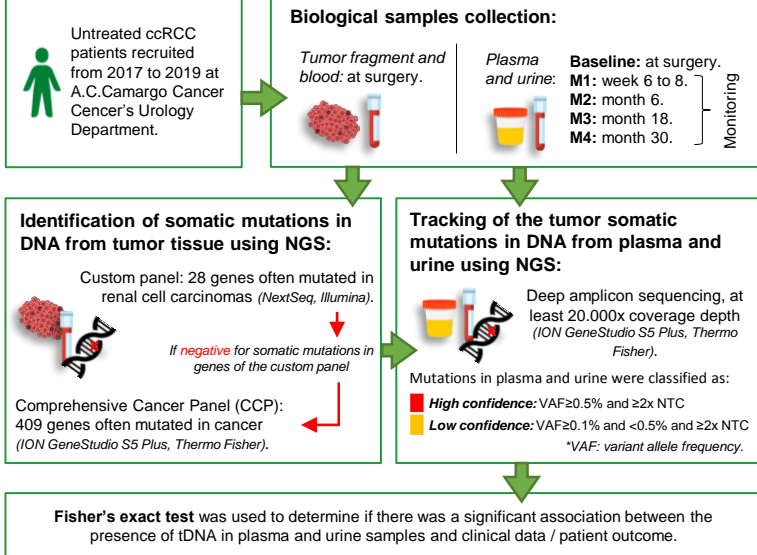 Untreated ccRCC
patients recruited
from 2017 to 2019 at
A.C.Camargo Cancer
Cencer's Urology
Department.
Biological samples collection:
Tumor fragment and
blood: at surgery.
Plasma
and urine:
Baseline: at surgery.
M1: week 6 to 8.
M2: month 6.
M3: month 18.
M4: month 30.
Monitoring
Identification of somatic mutations in
DNA from tumor tissue using NGS:
Custom panel: 28 genes often mutated in
renal cell carcinomas (NextSeq, Illumina).
If negative for somatic mutations in
genes of the custom panel
Comprehensive Cancer Panel (CCP):
409 genes often mutated in cancer
(ION GeneStudio S5 Plus, Thermo Fisher).
Tracking of the tumor somatic
mutations in DNA from plasma and
urine using NGS:
Deep amplicon sequencing, at
least 20.000x coverage depth
(ION GeneStudio S5 Plus, Thermo
Fisher).
Mutations in plasma and urine were classified as:
High confidence: VAF≥0.5% and ≥2x NTC
Low confidence: VAF≥0.1% and <0.5% and ≥2x NTC
*VAF: variant allele frequency.
Fisher's exact test was used to determine if there was a significant association between the
presence of tDNA in plasma and urine samples and clinical data / patient outcome.